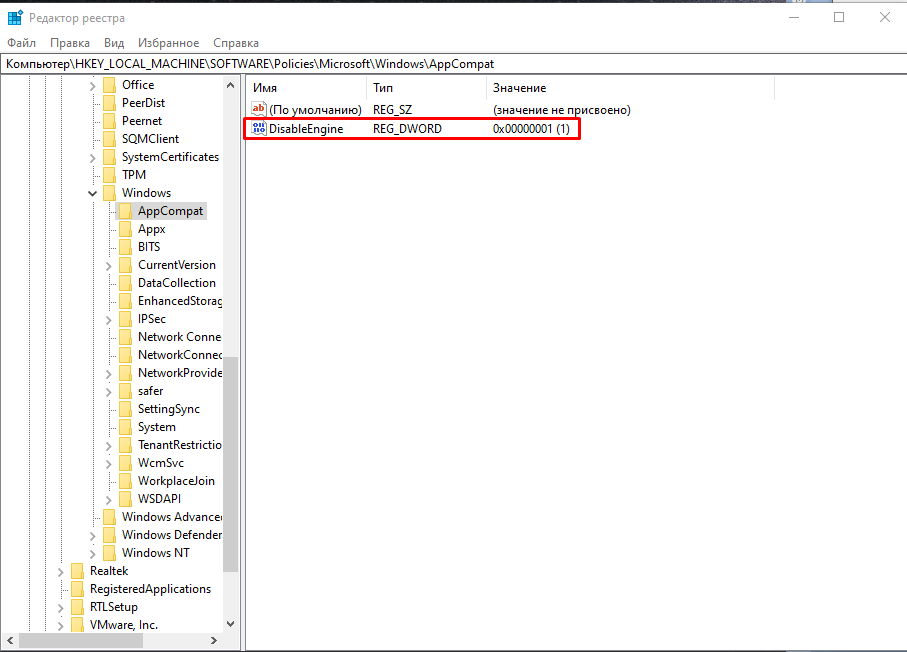 Редактор реестра
Файл Правка Вид Избранное Справка
Компьютер\HKEY_LOCAL_MACHINE\SOFTWARE\Policies\Microsoft\Windows\AppCompat
Office
PeerDist
Peernet
SQMClient
SystemCertificates
TPM
Windows
AppCompat
Appx
BITS
CurrentVersion
DataCollection
EnhancedStorag
IPSec
Network Conne
NetworkConnec
NetworkProvide
safer
SettingSync
System
TenantRestrictio
WcmSvc
WorkplaceJoin
WSDAPI
Windows Advanced
Windows Defender
Windows NT
Realtek
RegisteredApplications
RTLSetup
VMware, Inc.
Имя Тип Значение
ab (По умолчанию) REG_SZ (значение не присвоено)
DisableEngine REG_DWORD 0x00000001 (1)